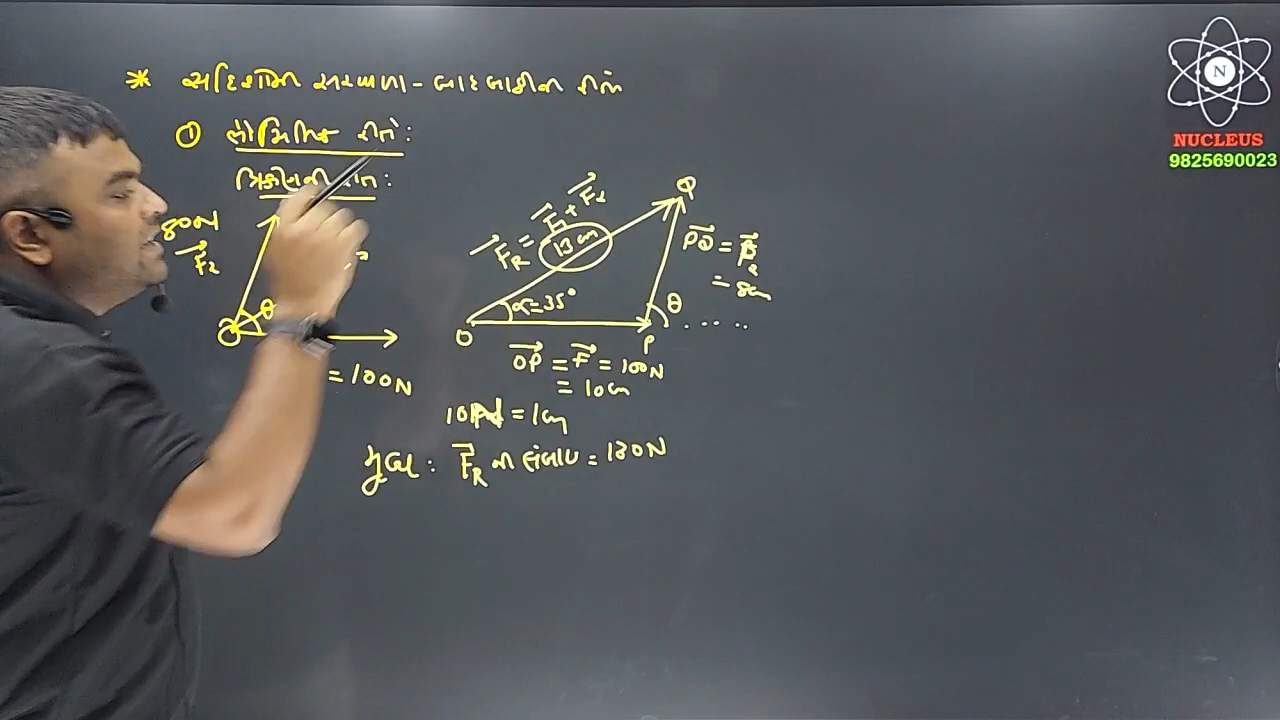 * સદિશોના સરવાળા - બાદબાકીના રીત
① ભૌમિતિક રીત:
ત્રિકોણની રીત:
80N
F₂
θ
O
= 100N
F_R = F₁ + F₂
13 cm
α = 35°
O
P
Q
PQ = F₂
= 8cm
θ
.....
OP = F = 100N
= 10cm
10N = 1cm
મૂલ્ય : F_R ના = 130N
N
NUCLEUS
9825690023